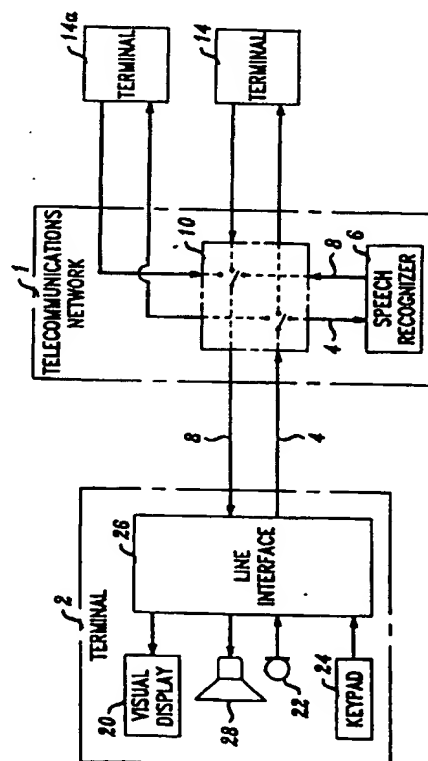 1
TELECOMMUNICATIONS
NETWORK
2
TERMINAL
20
VISUAL
DISPLAY
28
22
24
KEYPAD
26
LINE
INTERFACE
8
4
10
8
4
6
SPEECH
RECOGNIZER
14a
TERMINAL
14
TERMINAL